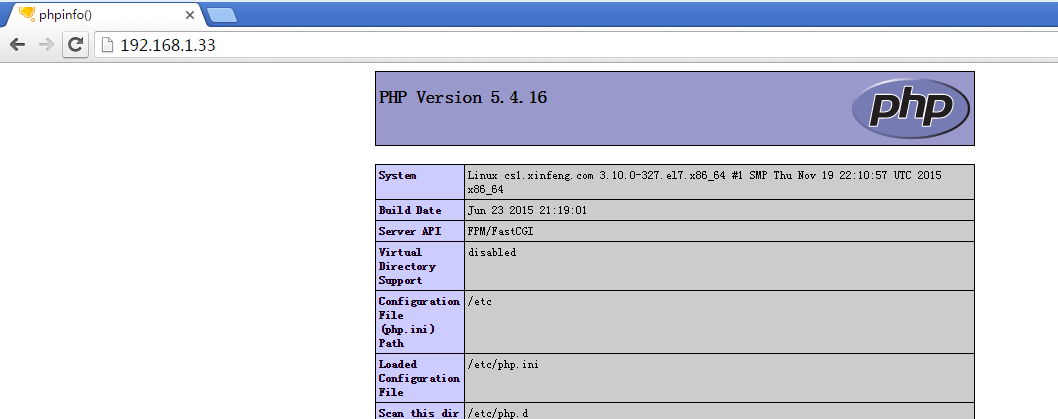 phpinfo()
192.168.1.33
PHP Version 5.4.16
php
System
Linux cs1.xinfeng.com 3.10.0-327.el7.x86_64 #1 SMP Thu Nov 19 22:10:57 UTC 2015
x86_64
Build Date
Jun 23 2015 21:19:01
Server API
FPM/FastCGI
Virtual
Directory
Support
disabled
Configuration
File
(php.ini)
Path
/etc
Loaded
Configuration
File
/etc/php.ini
Scan this dir
/etc/php.d